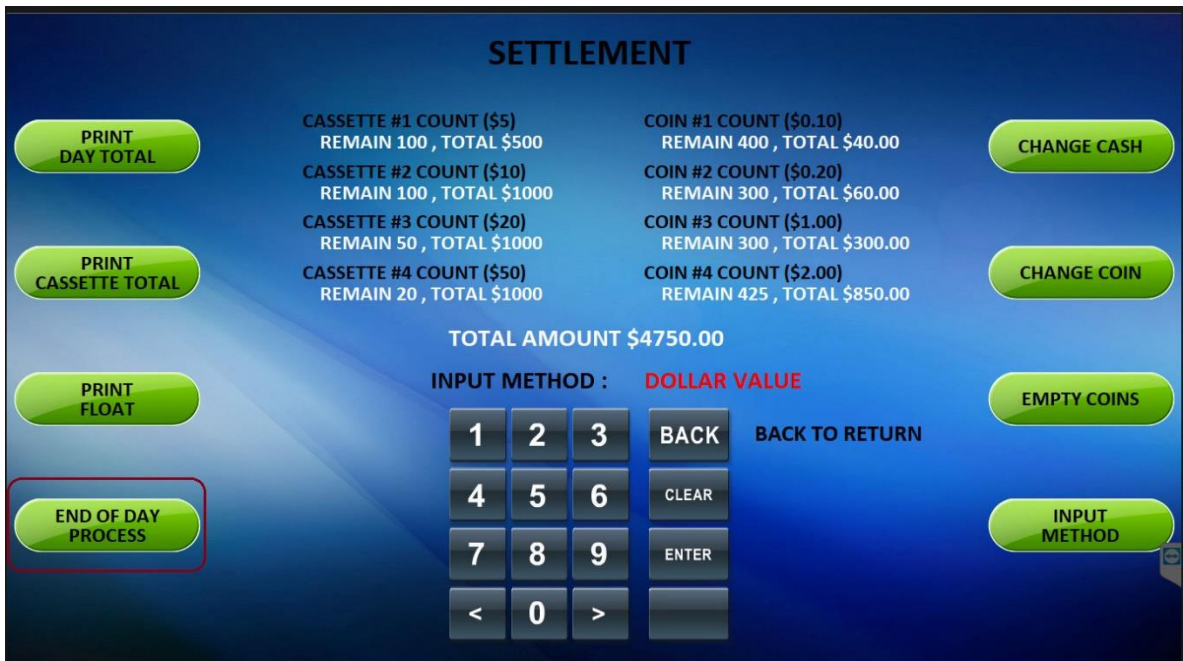 SETTLEMENT
PRINT
DAY TOTAL
PRINT
CASSETTE TOTAL
PRINT
FLOAT
END OF DAY
PROCESS
CASSETTE #1 COUNT ($5)
REMAIN 100 , TOTAL $500
CASSETTE #2 COUNT ($10)
REMAIN 100 , TOTAL $1000
CASSETTE #3 COUNT ($20)
REMAIN 50 , TOTAL $1000
CASSETTE #4 COUNT ($50)
REMAIN 20 , TOTAL $1000
COIN #1 COUNT ($0.10)
REMAIN 400 , TOTAL $40.00
COIN #2 COUNT ($0.20)
REMAIN 300 , TOTAL $60.00
COIN #3 COUNT ($1.00)
REMAIN 300 , TOTAL $300.00
COIN #4 COUNT ($2.00)
REMAIN 425 , TOTAL $850.00
TOTAL AMOUNT $4750.00
INPUT METHOD : DOLLAR VALUE
1 2 3 BACK BACK TO RETURN
4 5 6 CLEAR
7 8 9 ENTER
< 0 >
CHANGE CASH
CHANGE COIN
EMPTY COINS
INPUT
METHOD